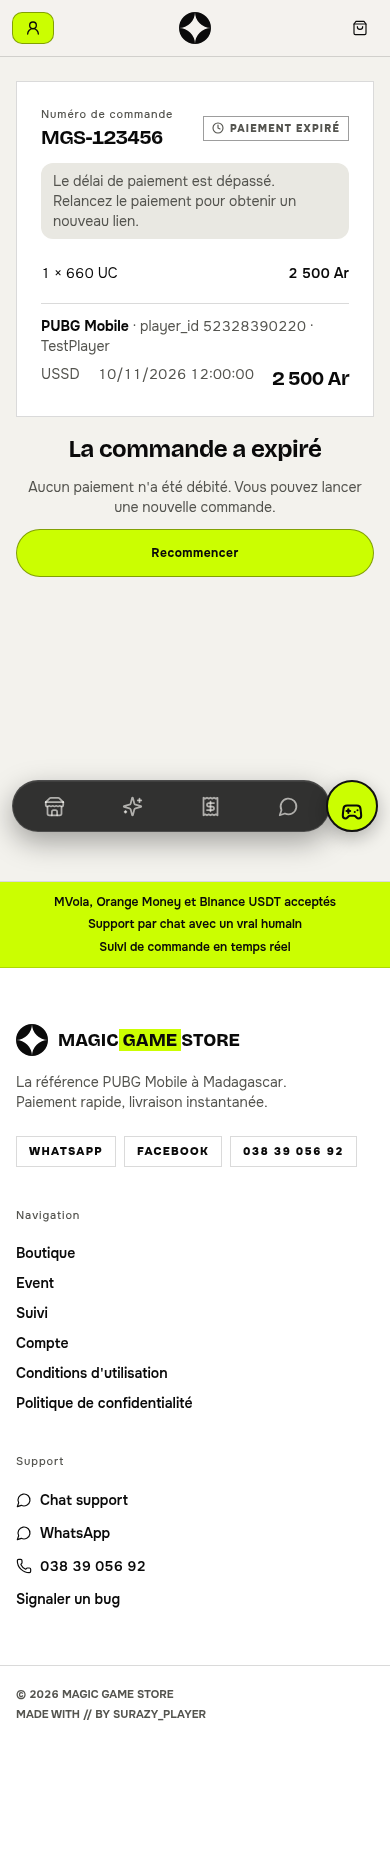 Numéro de commande
MGS-123456
PAIEMENT EXPIRÉ
Le délai de paiement est dépassé.
Relancez le paiement pour obtenir un
nouveau lien.
1 × 660 UC
2 500 Ar
PUBG Mobile · player_id 52328390220 ·
TestPlayer
USSD 10/11/2026 12:00:00
2 500 Ar
La commande a expiré
Aucun paiement n'a été débité. Vous pouvez lancer
une nouvelle commande.
Recommencer
MVola, Orange Money et Binance USDT acceptés
Support par chat avec un vrai humain
Suivi de commande en temps réel
MAGIC GAME STORE
La référence PUBG Mobile à Madagascar.
Paiement rapide, livraison instantanée.
WHATSAPP
FACEBOOK
038 39 056 92
Navigation
Boutique
Event
Suivi
Compte
Conditions d'utilisation
Politique de confidentialité
Support
Chat support
WhatsApp
038 39 056 92
Signaler un bug
© 2026 MAGIC GAME STORE
MADE WITH // BY SURAZY_PLAYER